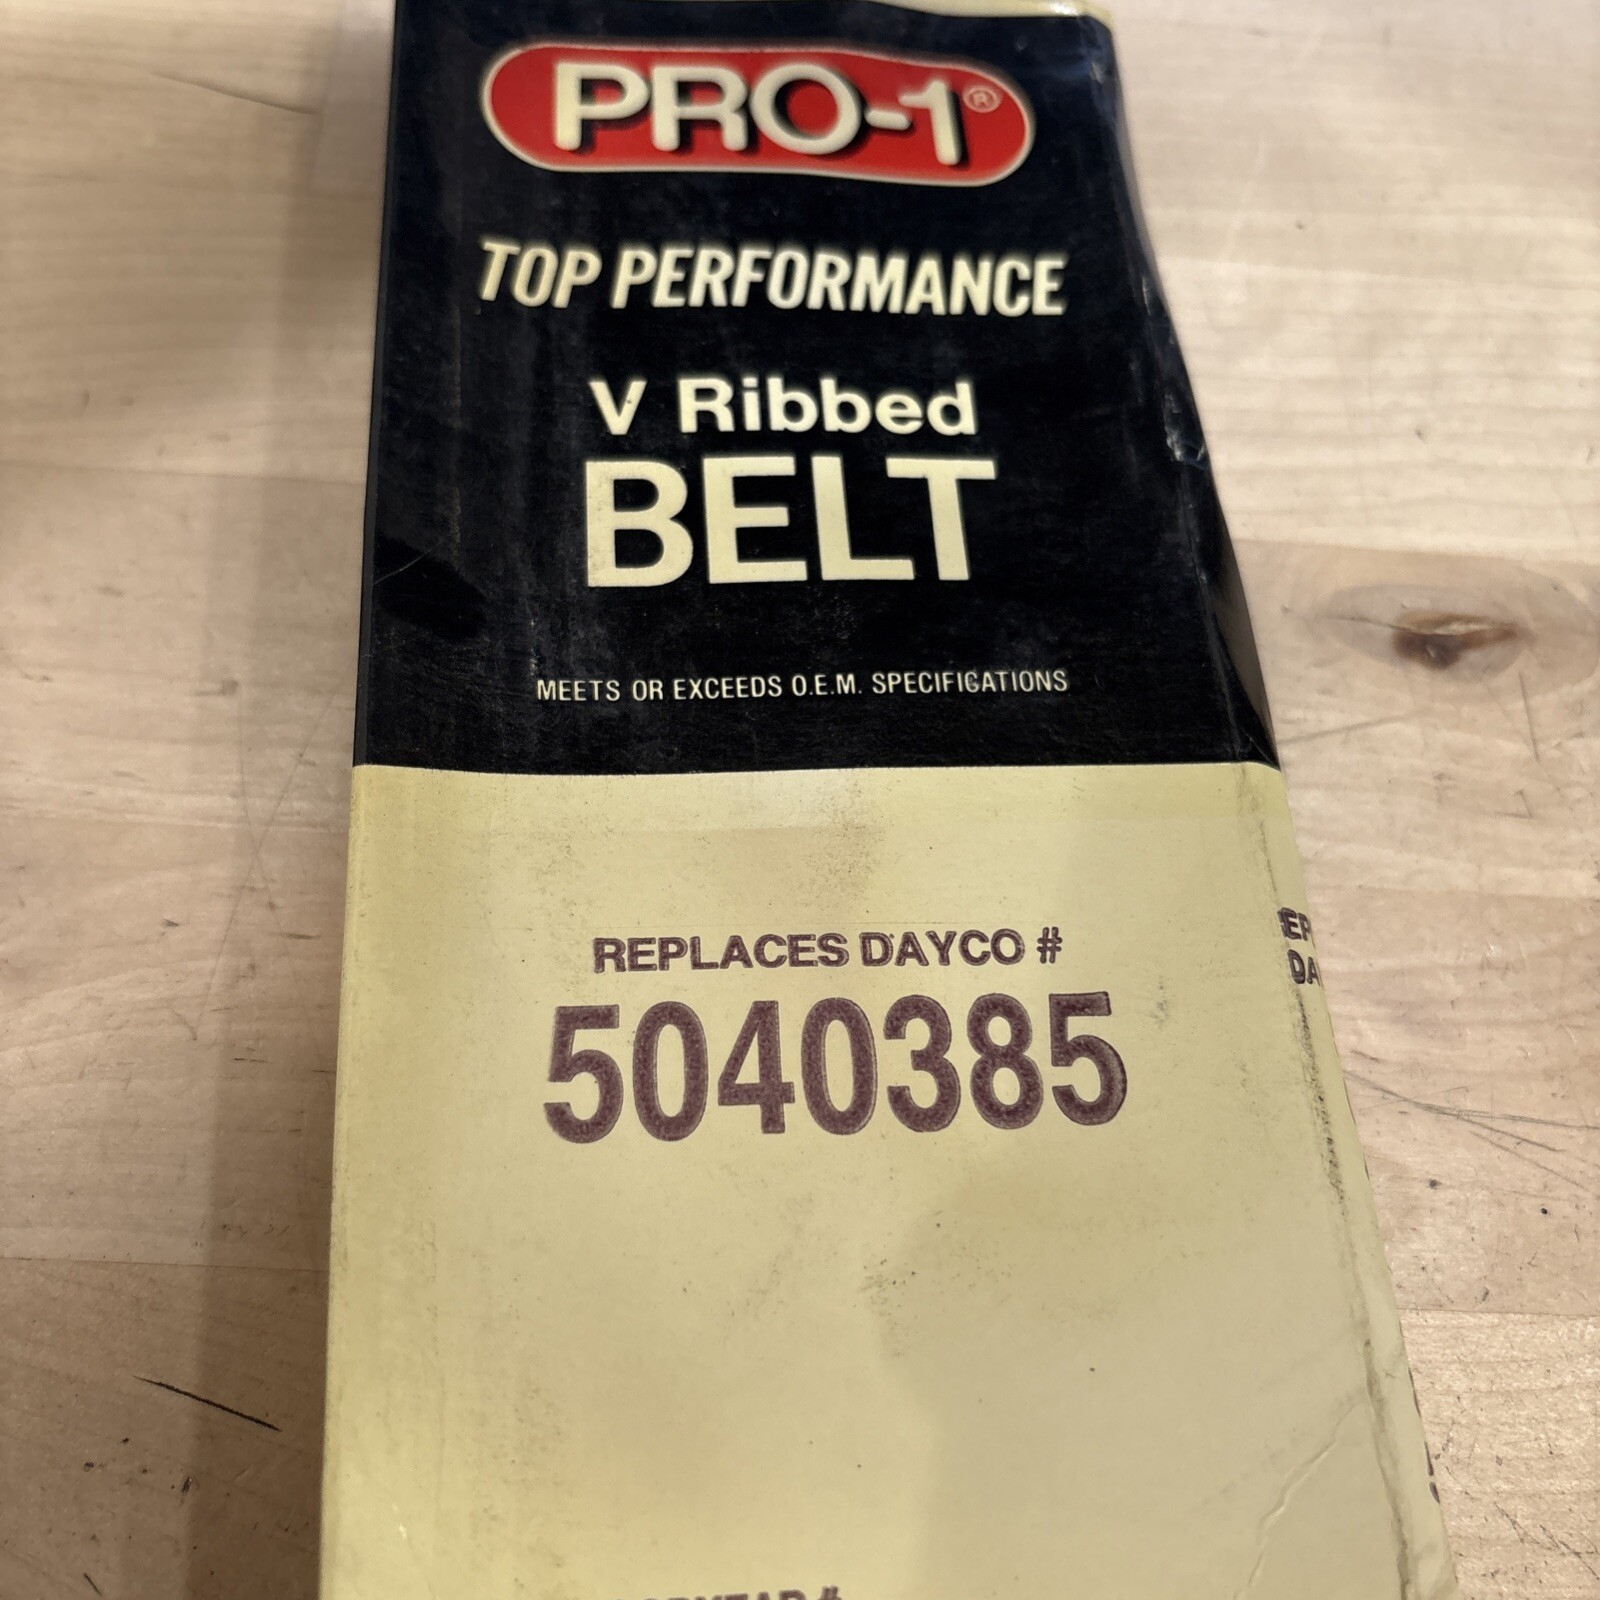 PRO-1®
TOP PERFORMANCE
V Ribbed
BELT
MEETS OR EXCEEDS O.E.M. SPECIFICATIONS
REPLACES DAYCO #
5040385